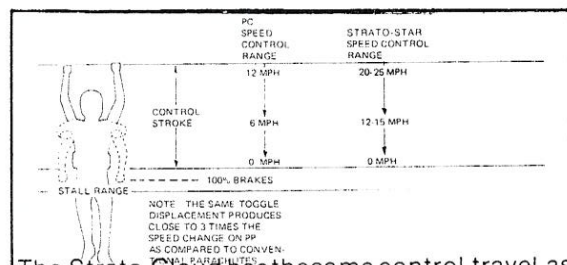 PC
SPEED
CONTROL
RANGE
STRATO-STAR
SPEED CONTROL
RANGE
12 MPH
20-25 MPH
CONTROL
STROKE
6 MPH
12-15 MPH
0 MPH
0 MPH
100% BRAKES
STALL RANGE
NOTE THE SAME TOGGLE
DISPLACEMENT PRODUCES
CLOSE TO 3 TIMES THE
SPEED CHANGE ON PP
AS COMPARED TO CONVEN-
TIONAL PARACHUTES
The Strato same control travel as